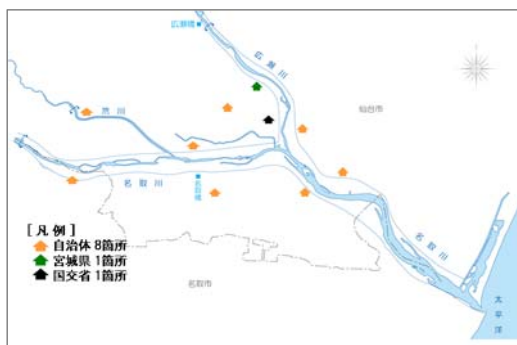 広瀬橋
広瀬川
仙台市
笊川
名取川
名取橋
名取川
[凡例]
自治体 8箇所
宮城県 1箇所
国交省 1箇所
名取市
太平洋